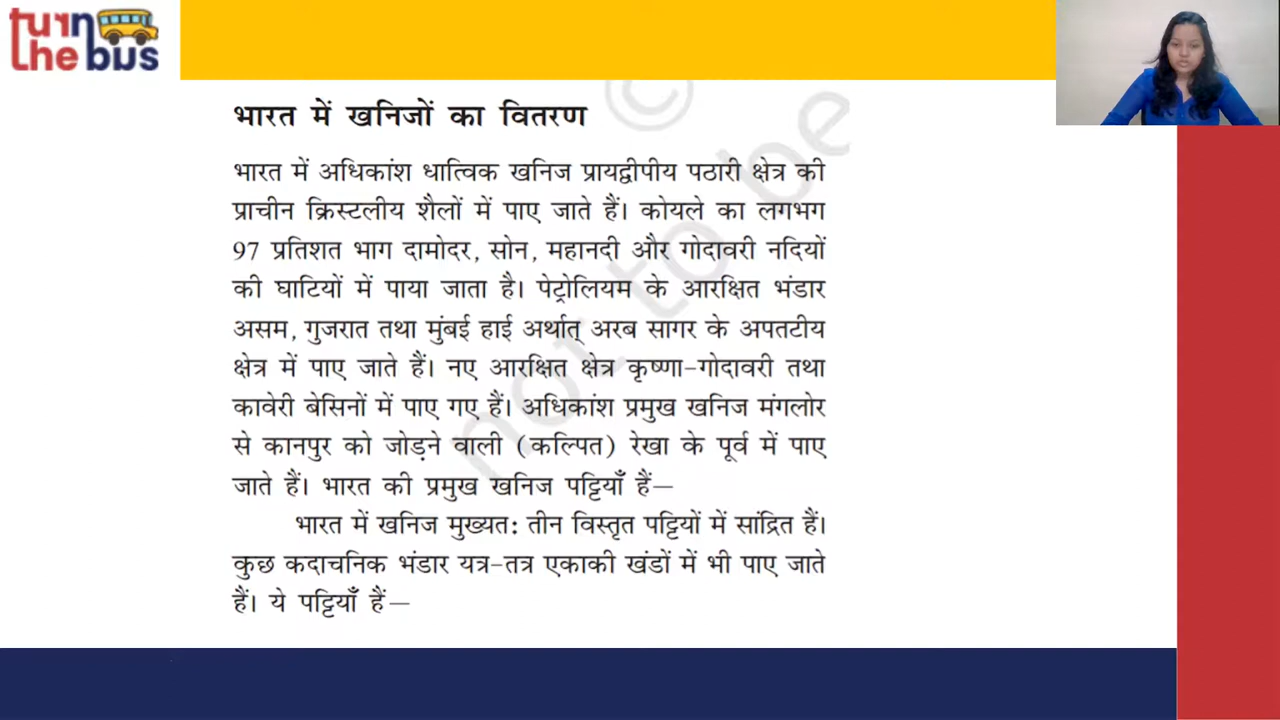 turn
the bus
भारत में खनिजों का वितरण
भारत में अधिकांश धात्विक खनिज प्रायद्वीपीय पठारी क्षेत्र की
प्राचीन क्रिस्टलीय शैलों में पाए जाते हैं। कोयले का लगभग
97 प्रतिशत भाग दामोदर, सोन, महानदी और गोदावरी नदियों
की घाटियों में पाया जाता है। पेट्रोलियम के आरक्षित भंडार
असम, गुजरात तथा मुंबई हाई अर्थात् अरब सागर के अपतटीय
क्षेत्र में पाए जाते हैं। नए आरक्षित क्षेत्र कृष्णा-गोदावरी तथा
कावेरी बेसिनों में पाए गए हैं। अधिकांश प्रमुख खनिज मंगलोर
से कानपुर को जोड़ने वाली (कल्पित) रेखा के पूर्व में पाए
जाते हैं। भारत की प्रमुख खनिज पट्टियाँ हैं—
भारत में खनिज मुख्यत: तीन विस्तृत पट्टियों में सांद्रित हैं।
कुछ कदाचनिक भंडार यत्र-तत्र एकाकी खंडों में भी पाए जाते
हैं। ये पट्टियाँ हैं—
©
not to be